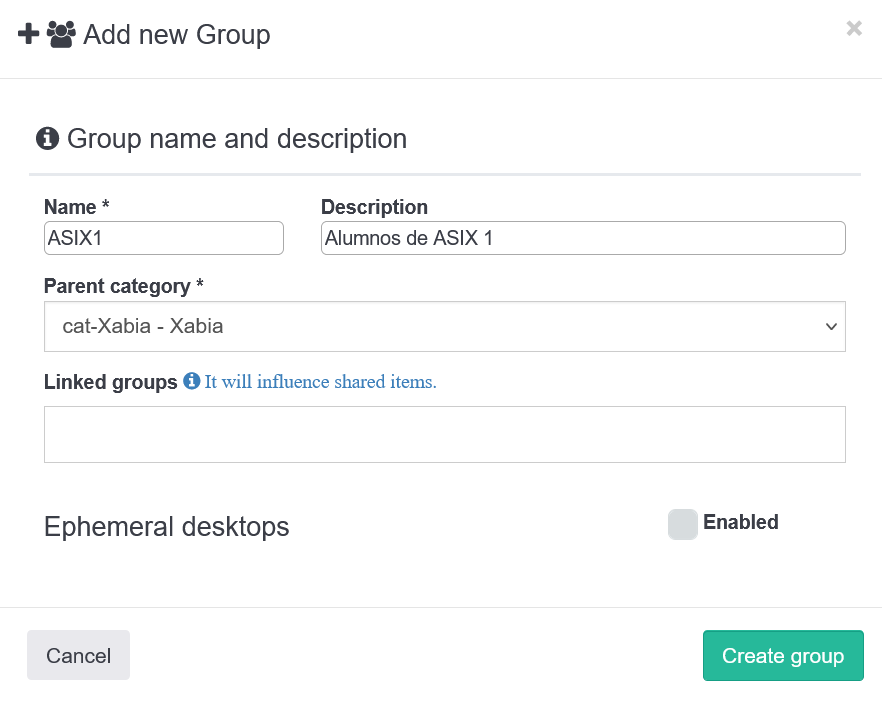 Add new Group
Group name and description
Name * Description
ASIX1 Alumnos de ASIX 1
Parent category *
cat-Xabia - Xabia
Linked groups It will influence shared items.
Ephemeral desktops Enabled
Cancel Create group